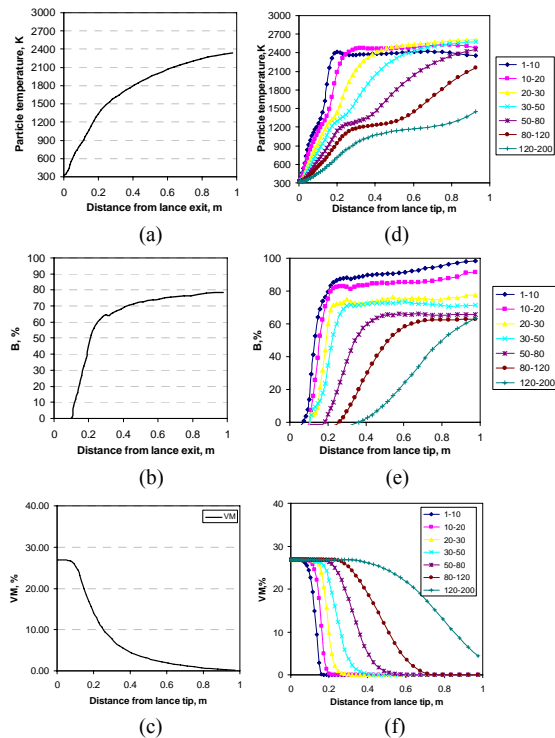 3000
2700
2400
2100
1800
1500
1200
900
600
300
Particle temperature, K
0 0.2 0.4 0.6 0.8 1
Distance from lance exit, m
(a)
3000
2700
2400
2100
1800
1500
1200
900
600
300
Particle temperature,K
0.0 0.2 0.4 0.6 0.8 1.0
Distance from lance tip, m
1-10
10-20
20-30
30-50
50-80
80-120
120-200
(d)
100
90
80
70
60
50
40
30
20
10
0
B, %
0 0.2 0.4 0.6 0.8 1
Distance from lance exit, m
(b)
100
80
60
40
20
0
B, %
0 0.2 0.4 0.6 0.8 1
Distance from lance tip, m
1-10
10-20
20-30
30-50
50-80
80-120
120-200
(e)
40.00
30.00
20.00
10.00
0.00
VM, %
VM
0 0.2 0.4 0.6 0.8 1
Distance from lance tip, m
(c)
40
30
20
10
0
VM,%
1-10
10-20
20-30
30-50
50-80
80-120
120-200
0 0.2 0.4 0.6 0.8 1
Distance from lance tip, m
(f)